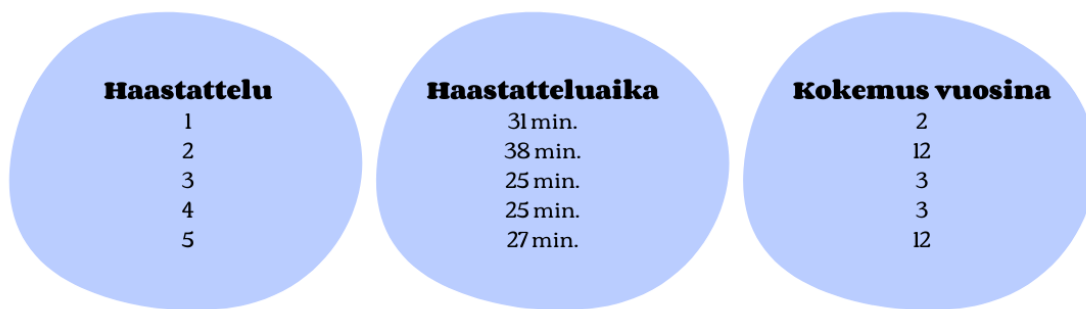 Haastattelu Haastatteluaika Kokemus vuosina
1 31 min. 2
2 38 min. 12
3 25 min. 3
4 25 min. 3
5 27 min. 12